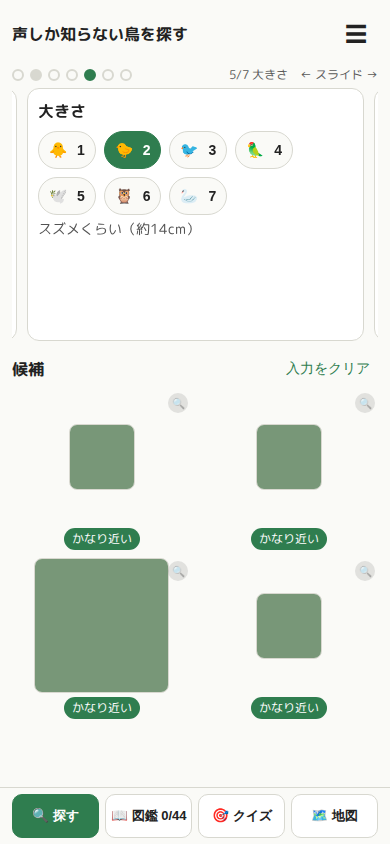 声しか知らない鳥を探す
5/7 大きさ ← スライド →
大きさ
1 2 3 4
5 6 7
スズメくらい（約14cm）
候補 入力をクリア
かなり近い かなり近い
かなり近い かなり近い
探す 図鑑 0/44 クイズ 地図